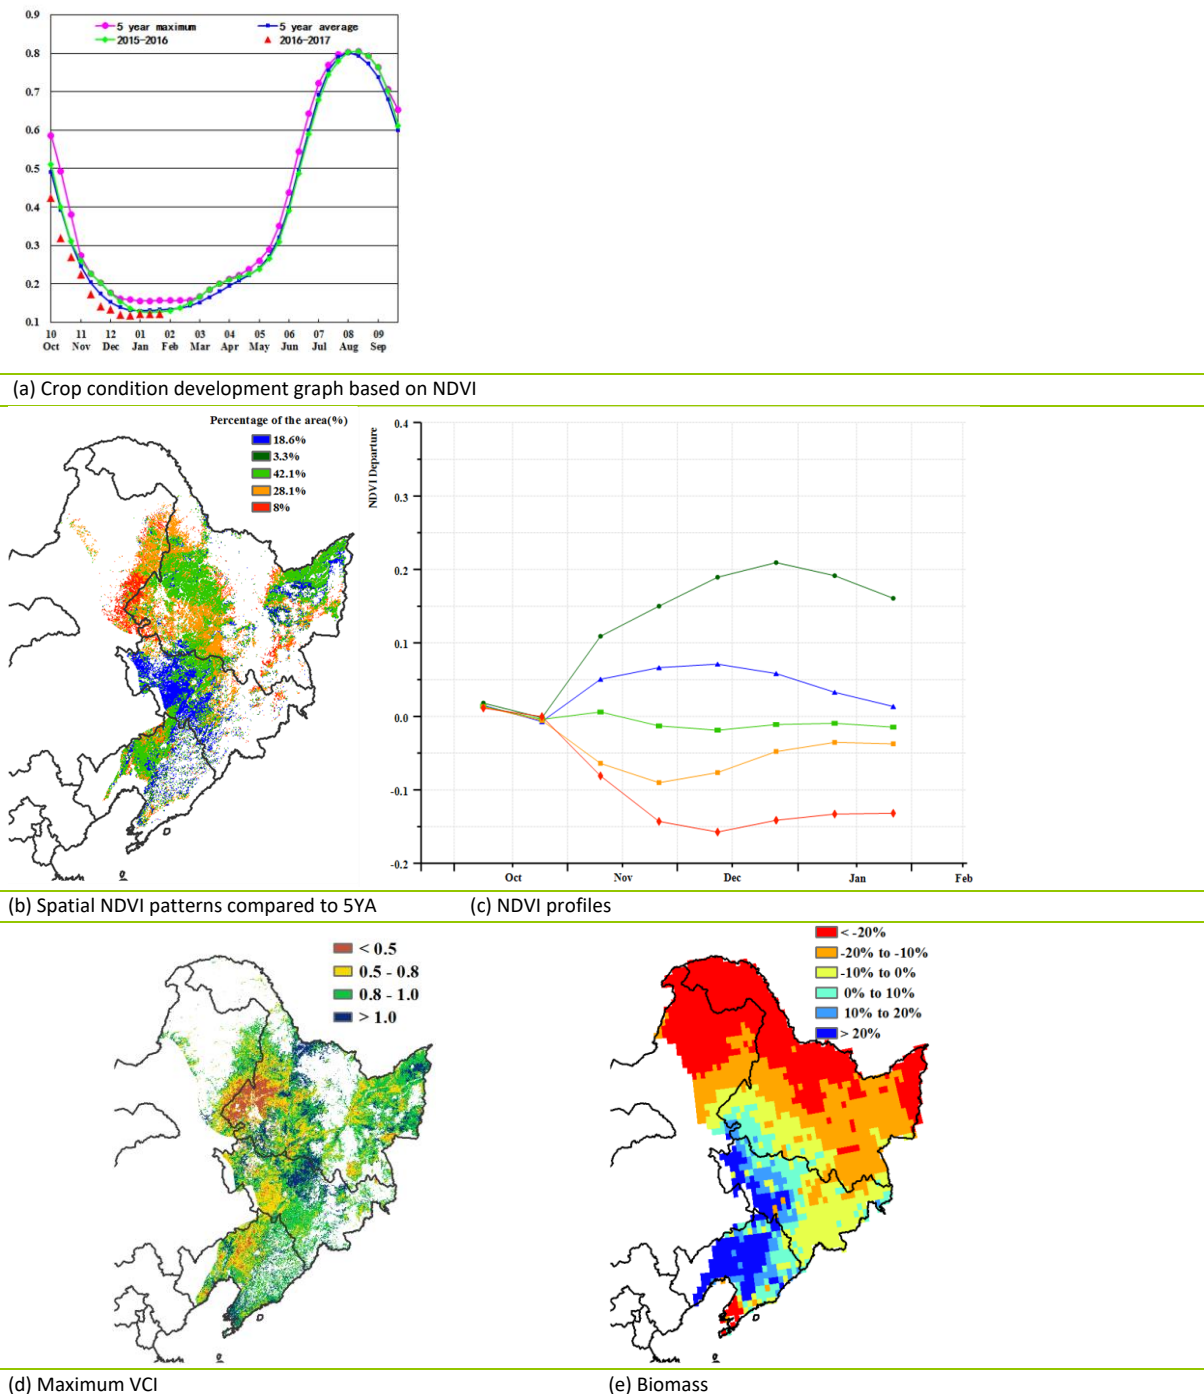 0.9
5 year maximum 5 year average
2015-2016 2016-2017
0.8
0.7
0.6
0.5
0.4
0.3
0.2
0.1
10 11 12 01 02 03 04 05 06 07 08 09
Oct Nov Dec Jan Feb Mar Apr May Jun Jul Aug Sep
(a) Crop condition development graph based on NDVI
Percentage of the area(%)
18.6%
3.3%
42.1%
28.1%
8%
NDVI Departure
0.4
0.3
0.2
0.1
0.0
-0.1
-0.2
Oct Nov Dec Jan Feb
(b) Spatial NDVI patterns compared to 5YA (c) NDVI profiles
< 0.5
0.5 - 0.8
0.8 - 1.0
> 1.0
< -20%
-20% to -10%
-10% to 0%
0% to 10%
10% to 20%
> 20%
(d) Maximum VCI (e) Biomass